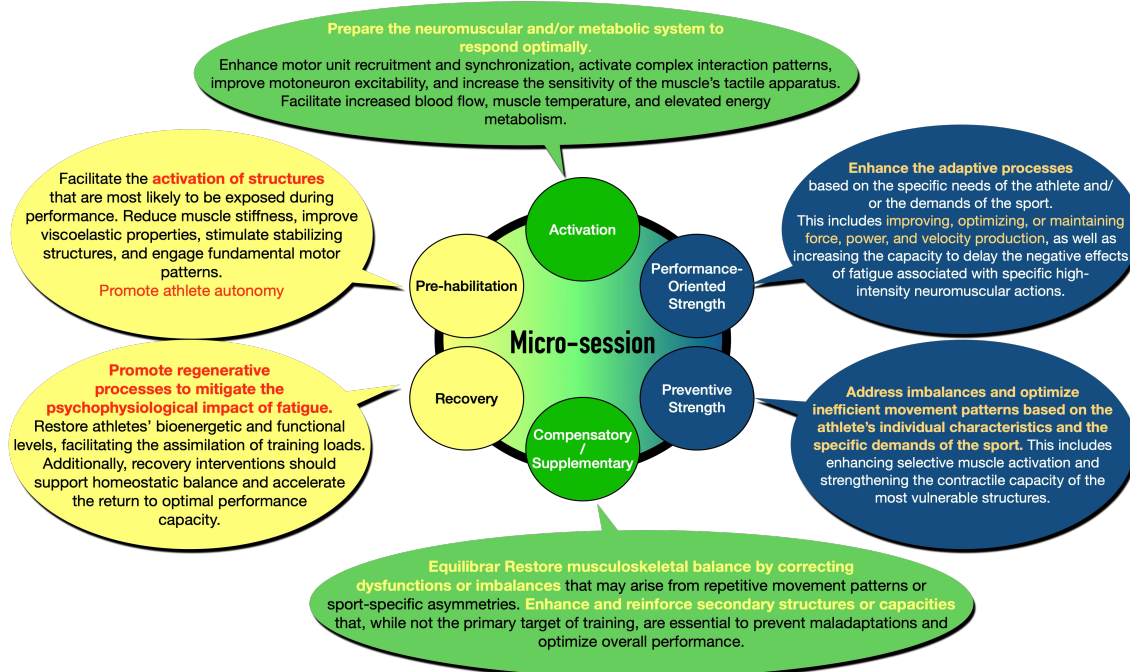 Prepare the neuromuscular and/or metabolic system to
respond optimally.
Enhance motor unit recruitment and synchronization, activate complex interaction patterns,
improve motoneuron excitability, and increase the sensitivity of the muscle's tactile apparatus.
Facilitate increased blood flow, muscle temperature, and elevated energy
metabolism.
Facilitate the activation of structures
that are most likely to be exposed during
performance. Reduce muscle stiffness, improve
viscoelastic properties, stimulate stabilizing
structures, and engage fundamental motor
patterns.
Promote athlete autonomy
Enhance the adaptive processes
based on the specific needs of the athlete and/
or the demands of the sport.
This includes improving, optimizing, or maintaining
force, power, and velocity production, as well as
increasing the capacity to delay the negative effects
of fatigue associated with specific high-
intensity neuromuscular actions.
Activation
Pre-habilitation
Performance-
Oriented
Strength
Micro-session
Recovery
Preventive
Strength
Compensatory
/
Supplementary
Promote regenerative
processes to mitigate the
psychophysiological impact of fatigue.
Restore athletes' bioenergetic and functional
levels, facilitating the assimilation of training loads.
Additionally, recovery interventions should
support homeostatic balance and accelerate
the return to optimal performance
capacity.
Address imbalances and optimize
inefficient movement patterns based on the
athlete's individual characteristics and the
specific demands of the sport. This includes
enhancing selective muscle activation and
strengthening the contractile capacity of the
most vulnerable structures.
Equilibrar Restore musculoskeletal balance by correcting
dysfunctions or imbalances that may arise from repetitive movement patterns or
sport-specific asymmetries. Enhance and reinforce secondary structures or capacities
that, while not the primary target of training, are essential to prevent maladaptations and
optimize overall performance.